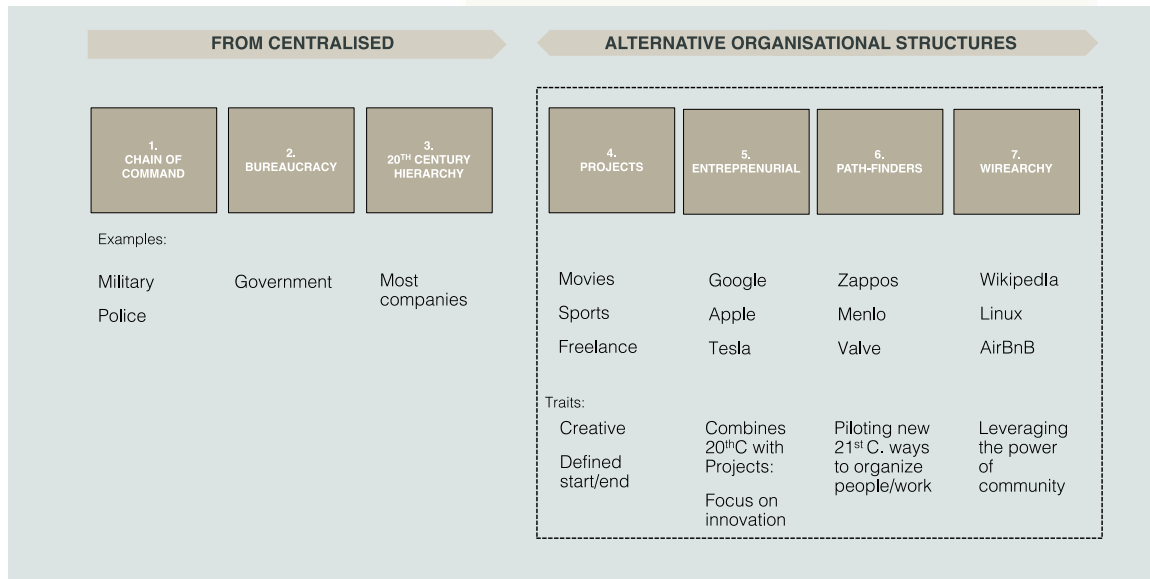 FROM CENTRALISED
ALTERNATIVE ORGANISATIONAL STRUCTURES
1.
CHAIN OF
COMMAND
2.
BUREAUCRACY
3.
20TH CENTURY
HIERARCHY
4.
PROJECTS
5.
ENTREPRENURIAL
6.
PATH-FINDERS
7.
WIREARCHY
Examples:
Military
Police
Government
Most
companies
Movies
Sports
Freelance
Google
Apple
Tesla
Zappos
Menlo
Valve
Wikipedia
Linux
AirBnB
Traits:
Creative
Defined
start/end
Combines
20thC with
Projects:
Focus on
innovation
Piloting new
21st C. ways
to organize
people/work
Leveraging
the power
of
community